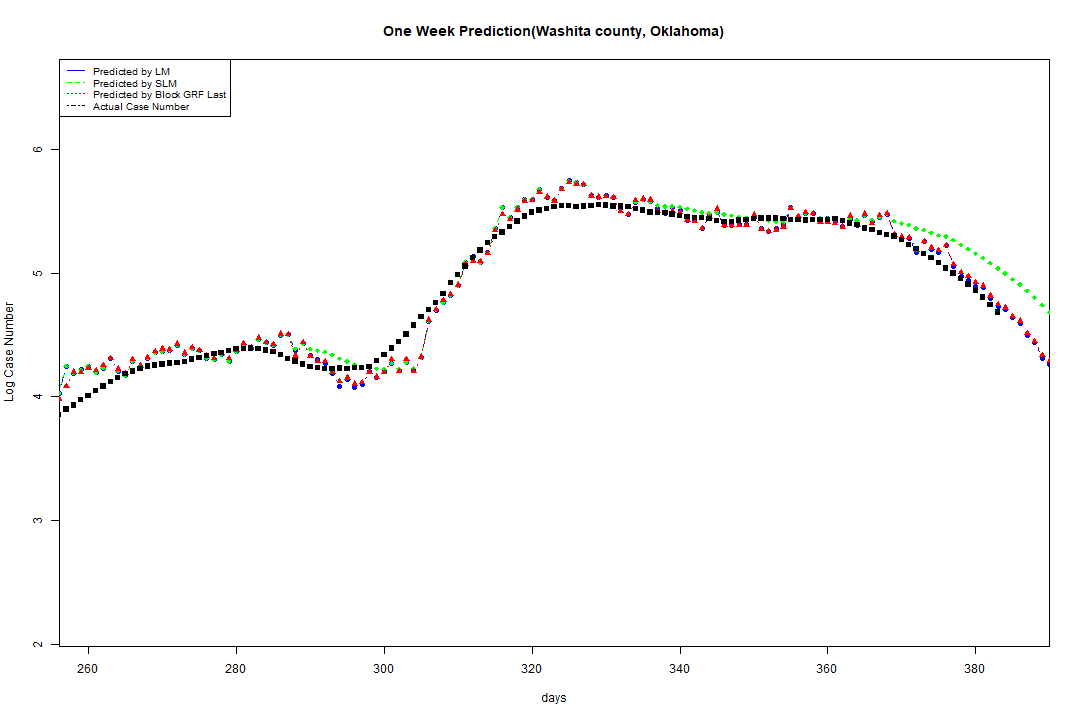 One Week Prediction(Washita county, Oklahoma)
Predicted by LM
Predicted by SLM
Predicted by Block GRF Last
Actual Case Number
6
5
4
3
2
Log Case Number
260 280 300 320 340 360 380
days